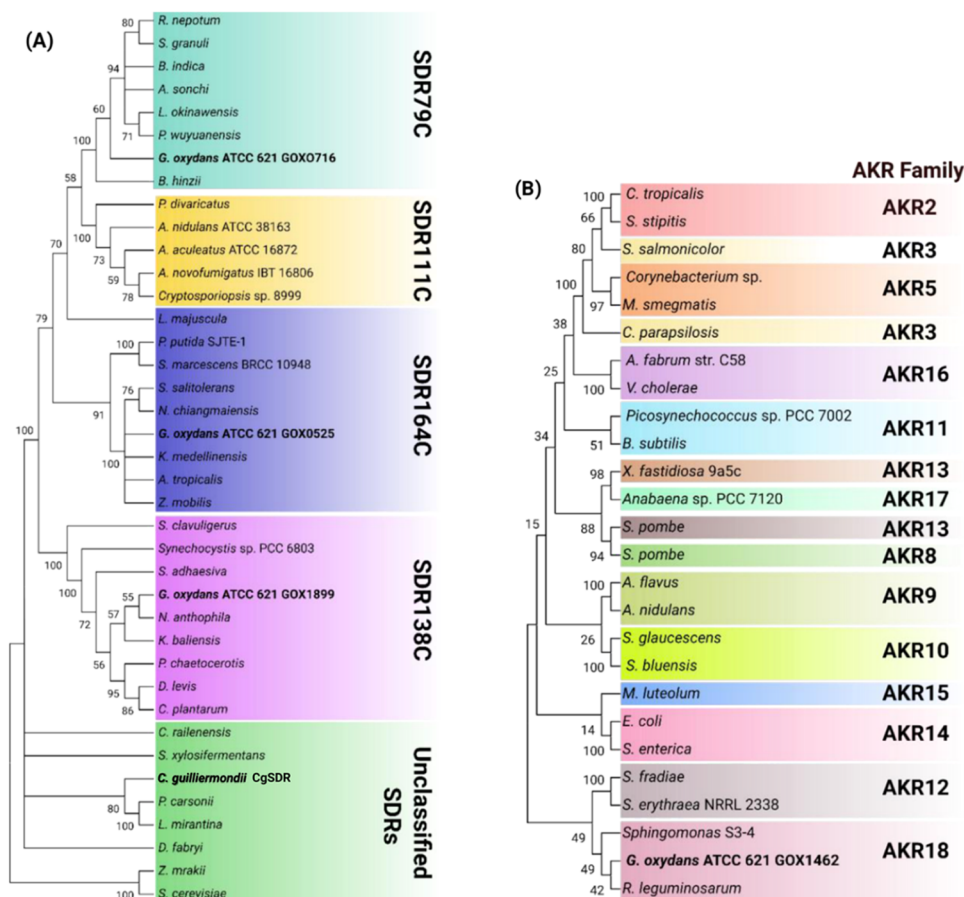 (A)
80
R. nepotum
S. granuli
94
B. indica
A. sonchi
60
L. okinawensis
71
P. wuyuanensis
100
G. oxydans ATCC 621 GOXO716
B. hinzii
SDR79C
58
P. divaricatus
100
A. nidulans ATCC 38163
70
A. aculeatus ATCC 16872
73
A. novofumigatus IBT 16806
59
78
Cryptosporiopsis sp. 8999
SDR111C
79
L. majuscula
100
P. putida SJTE-1
S. marcescens BRCC 10948
76
S. salitolerans
91
N. chiangmaiensis
100
G. oxydans ATCC 621 GOX0525
100
K. medellinensis
A. tropicalis
Z. mobilis
SDR164C
S. clavuligerus
100
Synechocystis sp. PCC 6803
100
S. adhaesiva
55
G. oxydans ATCC 621 GOX1899
72
57
N. anthophila
K. baliensis
56
P. chaetocerotis
95
D. levis
86
C. plantarum
SDR138C
C. railenensis
S. xylosifermentans
C. guilliermondii CgSDR
80
P. carsonii
100
L. mirantina
D. fabryi
Z. mrakii
100
S. cerevisiae
Unclassified
SDRs
(B)
AKR Family
100
C. tropicalis
AKR2
66
S. stipitis
80
S. salmonicolor
AKR3
100
Corynebacterium sp.
AKR5
97
M. smegmatis
38
C. parapsilosis
AKR3
25
A. fabrum str. C58
AKR16
100
V. cholerae
34
Picosynechococcus sp. PCC 7002
AKR11
51
B. subtilis
98
X. fastidiosa 9a5c
AKR13
Anabaena sp. PCC 7120
AKR17
15
88
S. pombe
AKR13
94
S. pombe
AKR8
100
A. flavus
AKR9
A. nidulans
26
S. glaucescens
AKR10
100
S. bluensis
M. luteolum
AKR15
14
E. coli
AKR14
100
S. enterica
100
S. fradiae
AKR12
S. erythraea NRRL 2338
49
Sphingomonas S3-4
49
G. oxydans ATCC 621 GOX1462
AKR18
42
R. leguminosarum